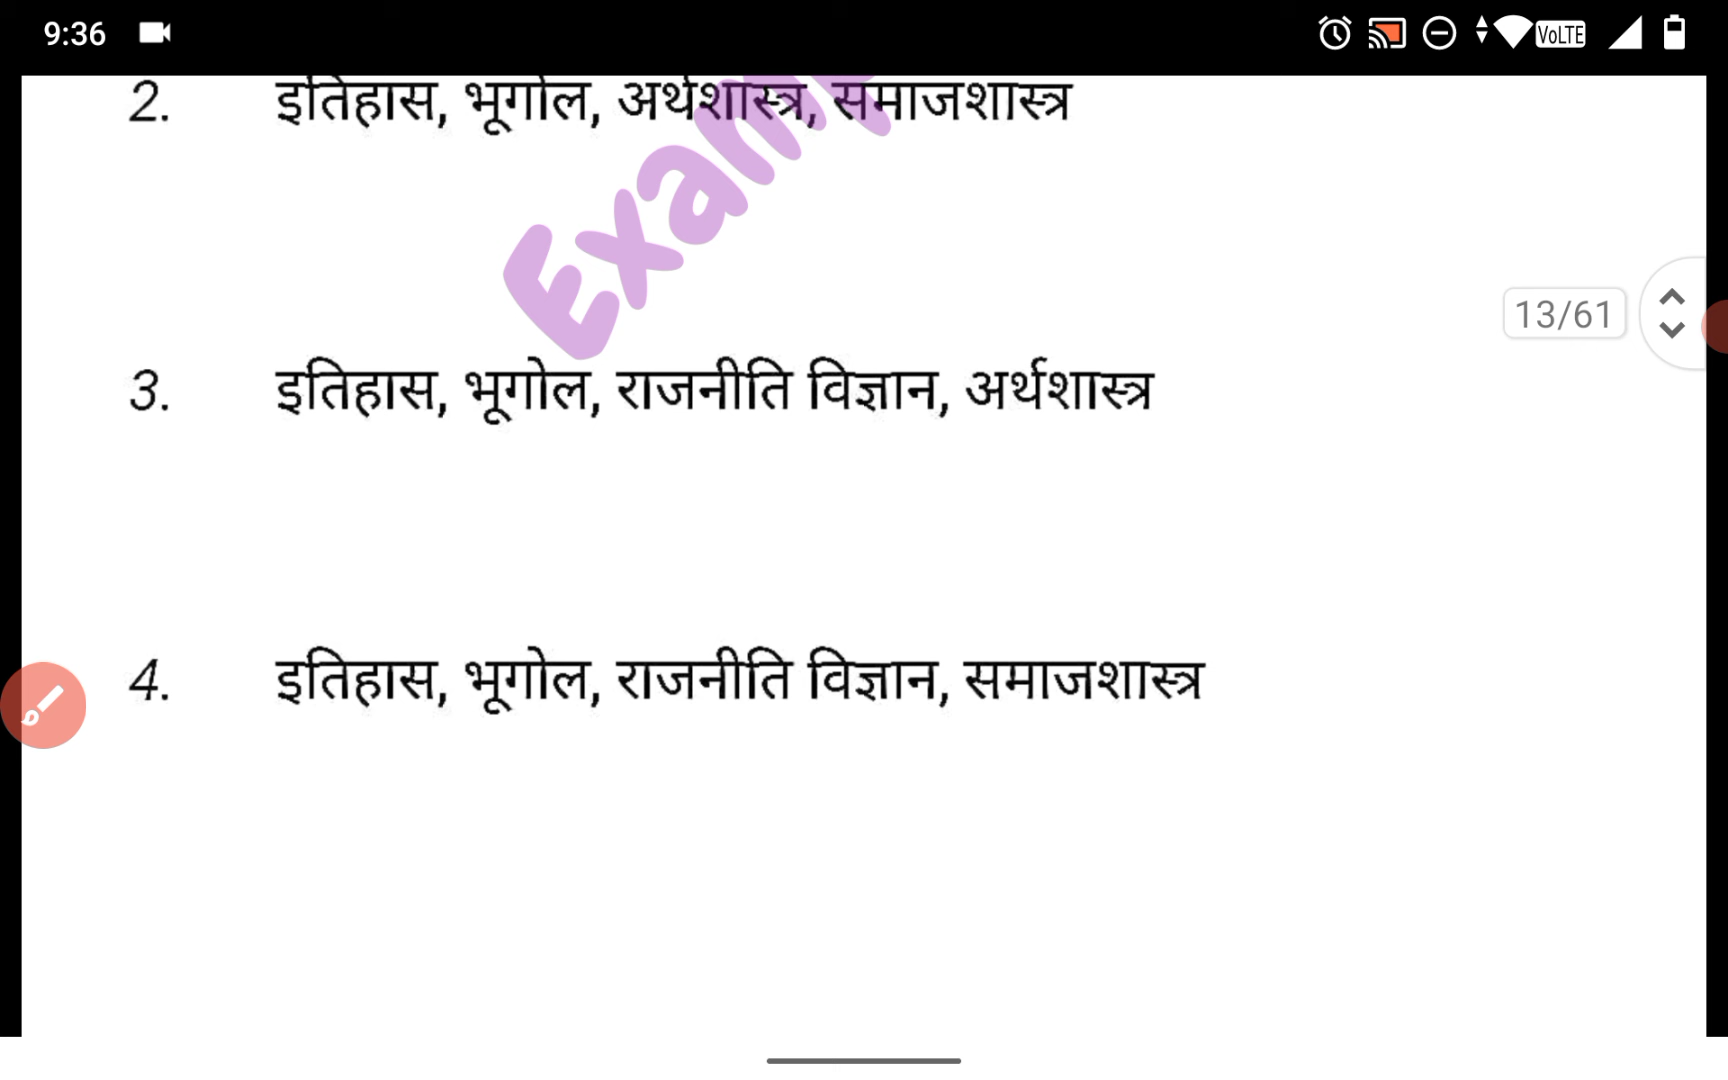 9:36 VoLTE
2. इतिहास, भूगोल, अर्थशास्त्र, समाजशास्त्र
Exam
13/61
3. इतिहास, भूगोल, राजनीति विज्ञान, अर्थशास्त्र
4. इतिहास, भूगोल, राजनीति विज्ञान, समाजशास्त्र